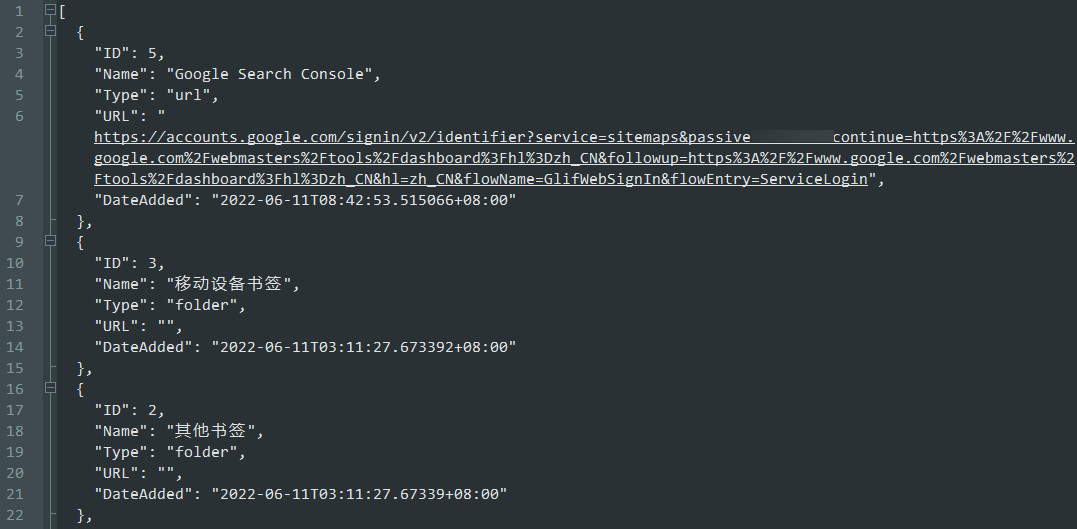 1 [
2 {
3 "ID": 5,
4 "Name": "Google Search Console",
5 "Type": "url",
6 "URL": "
https://accounts.google.com/signin/v2/identifier?service=sitemaps&passive continue=https%3A%2F%2Fwww.
google.com%2Fwebmasters%2Ftools%2Fdashboard%3Fhl%3Dzh_CN&followup=https%3A%2F%2Fwww.google.com%2Fwebmasters%2
Ftools%2Fdashboard%3Fhl%3Dzh_CN&hl=zh_CN&flowName=GlifWebSignIn&flowEntry=ServiceLogin",
7 "DateAdded": "2022-06-11T08:42:53.515066+08:00"
8 },
9 {
10 "ID": 3,
11 "Name": "移动设备书签",
12 "Type": "folder",
13 "URL": "",
14 "DateAdded": "2022-06-11T03:11:27.673392+08:00"
15 },
16 {
17 "ID": 2,
18 "Name": "其他书签",
19 "Type": "folder",
20 "URL": "",
21 "DateAdded": "2022-06-11T03:11:27.67339+08:00"
22 },